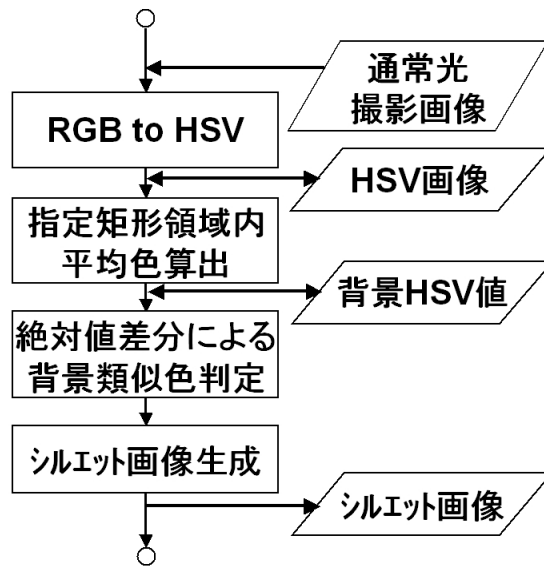 通常光
撮影画像
RGB to HSV
HSV画像
指定矩形領域内
平均色算出
背景HSV値
絶対値差分による
背景類似色判定
ｼﾙｴｯﾄ画像生成
ｼﾙｴｯﾄ画像